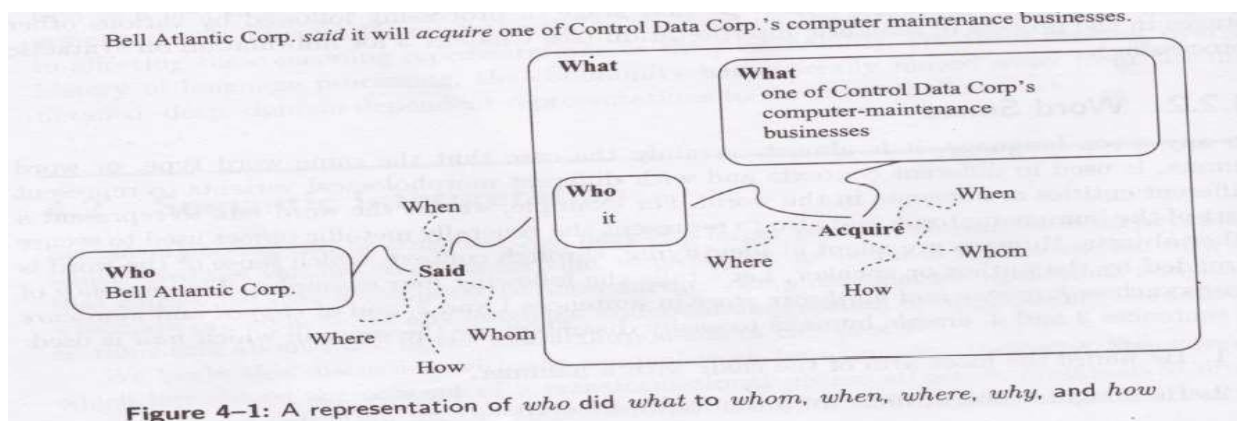 Bell Atlantic Corp. said it will acquire one of Control Data Corp.'s computer maintenance businesses.
What
What
one of Control Data Corp's
computer-maintenance
businesses
Who
it
When
When
Acquire
Where
Whom
How
Who
Bell Atlantic Corp.
Said
Where
Whom
How
Figure 4–1: A representation of who did what to whom, when, where, why, and how